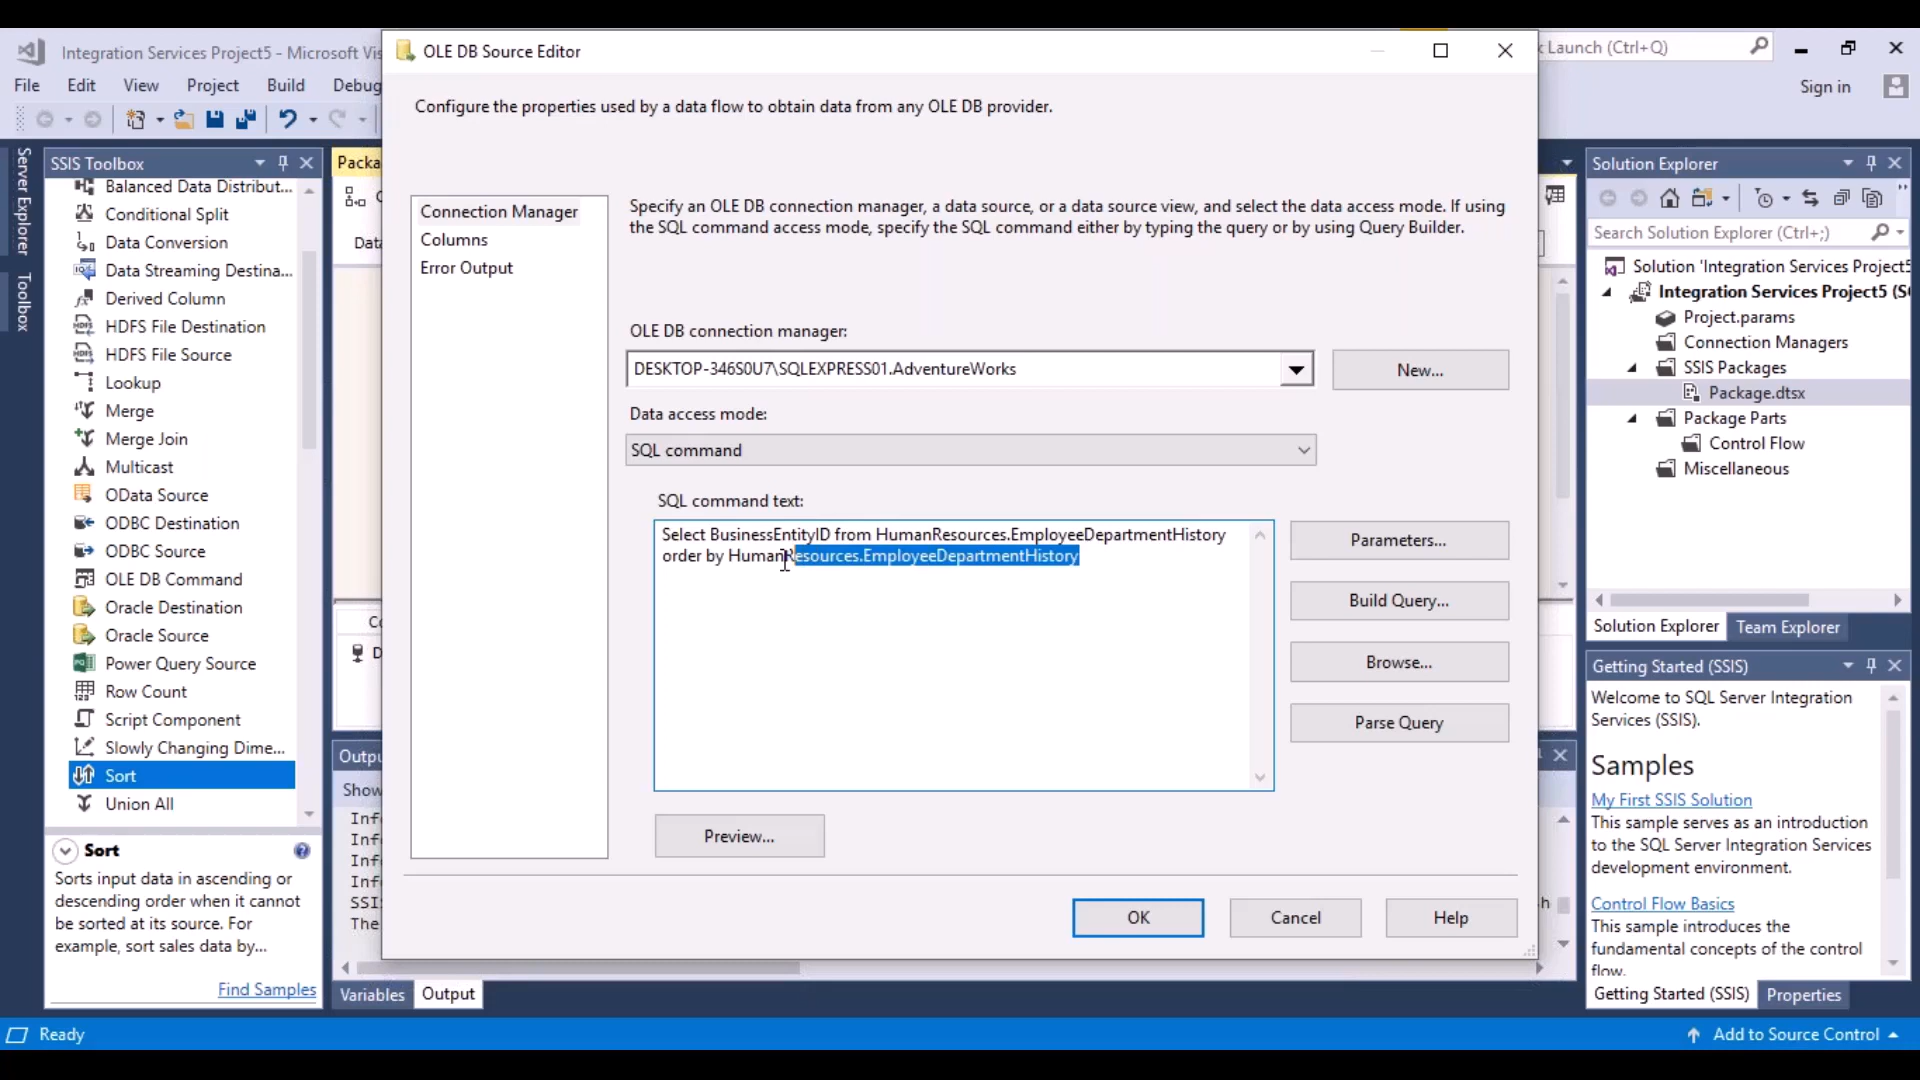 Integration Services Project5 - Microsoft Vis
OLE DB Source Editor
Launch (Ctrl+Q)
File Edit View Project Build Debug
Sign in
Configure the properties used by a data flow to obtain data from any OLE DB provider.
Server Explorer
Toolbox
SSIS Toolbox
Balanced Data Distribut...
Conditional Split
Data Conversion
Data Streaming Destina...
Derived Column
HDFS File Destination
HDFS File Source
Lookup
Merge
Merge Join
Multicast
OData Source
ODBC Destination
ODBC Source
OLE DB Command
Oracle Destination
Oracle Source
Power Query Source
Row Count
Script Component
Slowly Changing Dime...
Sort
Union All
Sort
Sorts input data in ascending or
descending order when it cannot
be sorted at its source. For
example, sort sales data by...
Find Samples
Packa
Dat
Outpu
Show
Inf
Inf
Inf
Inf
SSI
The
Variables Output
Connection Manager
Columns
Error Output
Specify an OLE DB connection manager, a data source, or a data source view, and select the data access mode. If using
the SQL command access mode, specify the SQL command either by typing the query or by using Query Builder.
OLE DB connection manager:
DESKTOP-346S0U7\SQLEXPRESS01.AdventureWorks
New...
Data access mode:
SQL command
SQL command text:
Select BusinessEntityID from HumanResources.EmployeeDepartmentHistory
order by HumanResources.EmployeeDepartmentHistory
Parameters...
Build Query...
Browse...
Parse Query
Preview...
OK Cancel Help
Solution Explorer
Search Solution Explorer (Ctrl+;)
Solution 'Integration Services Project5
Integration Services Project5 (S
Project.params
Connection Managers
SSIS Packages
Package.dtsx
Package Parts
Control Flow
Miscellaneous
Solution Explorer Team Explorer
Getting Started (SSIS)
Welcome to SQL Server Integration
Services (SSIS).
Samples
My First SSIS Solution
This sample serves as an introduction
to the SQL Server Integration Services
development environment.
Control Flow Basics
This sample introduces the
fundamental concepts of the control
flow.
Getting Started (SSIS) Properties
Ready
Add to Source Control